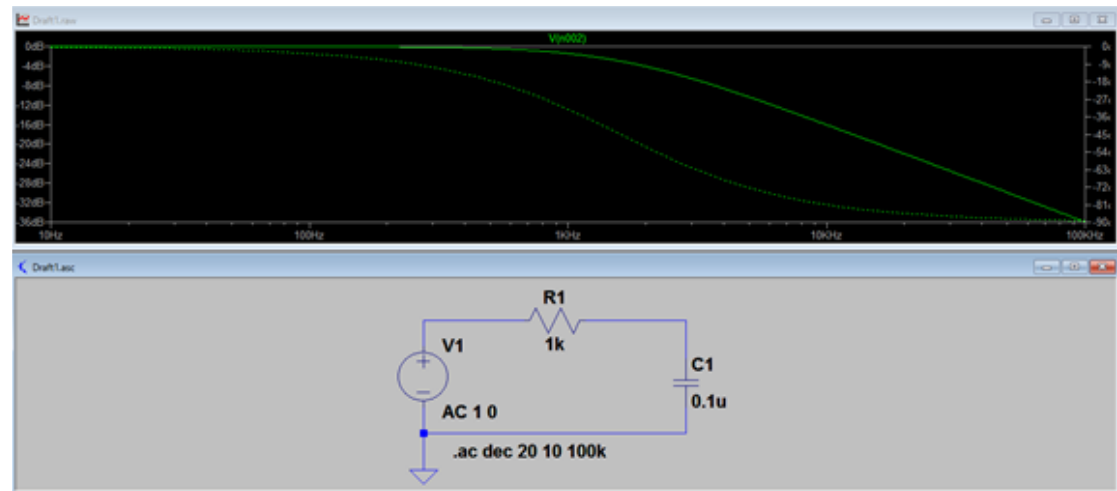 Draft1.raw
V(n002)
0dB
-4dB
-8dB
-12dB
-16dB
-20dB
-24dB
-28dB
-32dB
-36dB
10Hz
100Hz
1KHz
10KHz
100KHz
Draft1.asc
R1
1k
V1
AC 1 0
C1
0.1u
.ac dec 20 10 100k